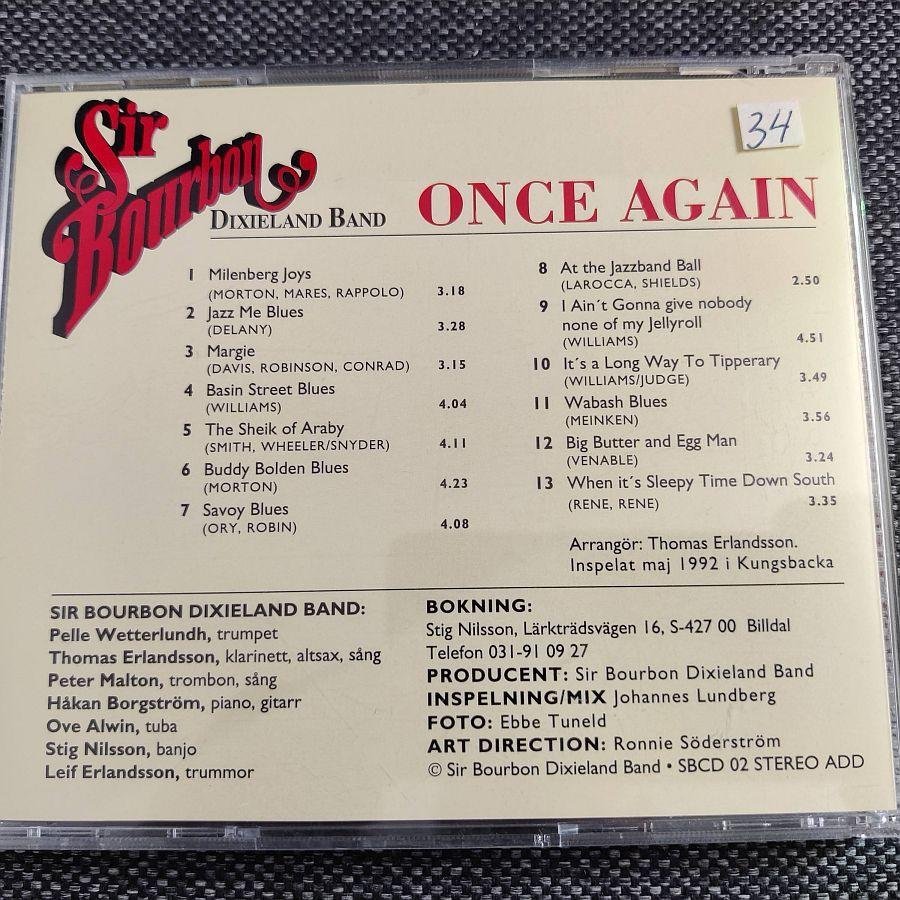 Sir
Bourbon
DIXIELAND BAND
ONCE AGAIN
34
1 Milenberg Joys
(MORTON, MARES, RAPPOLO) 3.18
2 Jazz Me Blues
(DELANY) 3.28
3 Margie
(DAVIS, ROBINSON, CONRAD) 3.15
4 Basin Street Blues
(WILLIAMS) 4.04
5 The Sheik of Araby
(SMITH, WHEELER/SNYDER) 4.11
6 Buddy Bolden Blues
(MORTON) 4.23
7 Savoy Blues
(ORY, ROBIN) 4.08
8 At the Jazzband Ball
(LAROCCA, SHIELDS) 2.50
9 I Ain´t Gonna give nobody
none of my Jellyroll
(WILLIAMS) 4.51
10 It´s a Long Way To Tipperary
(WILLIAMS/JUDGE) 3.49
11 Wabash Blues
(MEINKEN) 3.56
12 Big Butter and Egg Man
(VENABLE) 3.24
13 When it´s Sleepy Time Down South
(RENE, RENE) 3.35
Arrangör: Thomas Erlandsson.
Inspelat maj 1992 i Kungsbacka
SIR BOURBON DIXIELAND BAND:
Pelle Wetterlundh, trumpet
Thomas Erlandsson, klarinett, altsax, sång
Peter Malton, trombon, sång
Håkan Borgström, piano, gitarr
Ove Alwin, tuba
Stig Nilsson, banjo
Leif Erlandsson, trummor
BOKNING:
Stig Nilsson, Lärkträdsvägen 16, S-427 00 Billdal
Telefon 031-91 09 27
PRODUCENT: Sir Bourbon Dixieland Band
INSPELNING/MIX Johannes Lundberg
FOTO: Ebbe Tuneld
ART DIRECTION: Ronnie Söderström
© Sir Bourbon Dixieland Band • SBCD 02 STEREO ADD